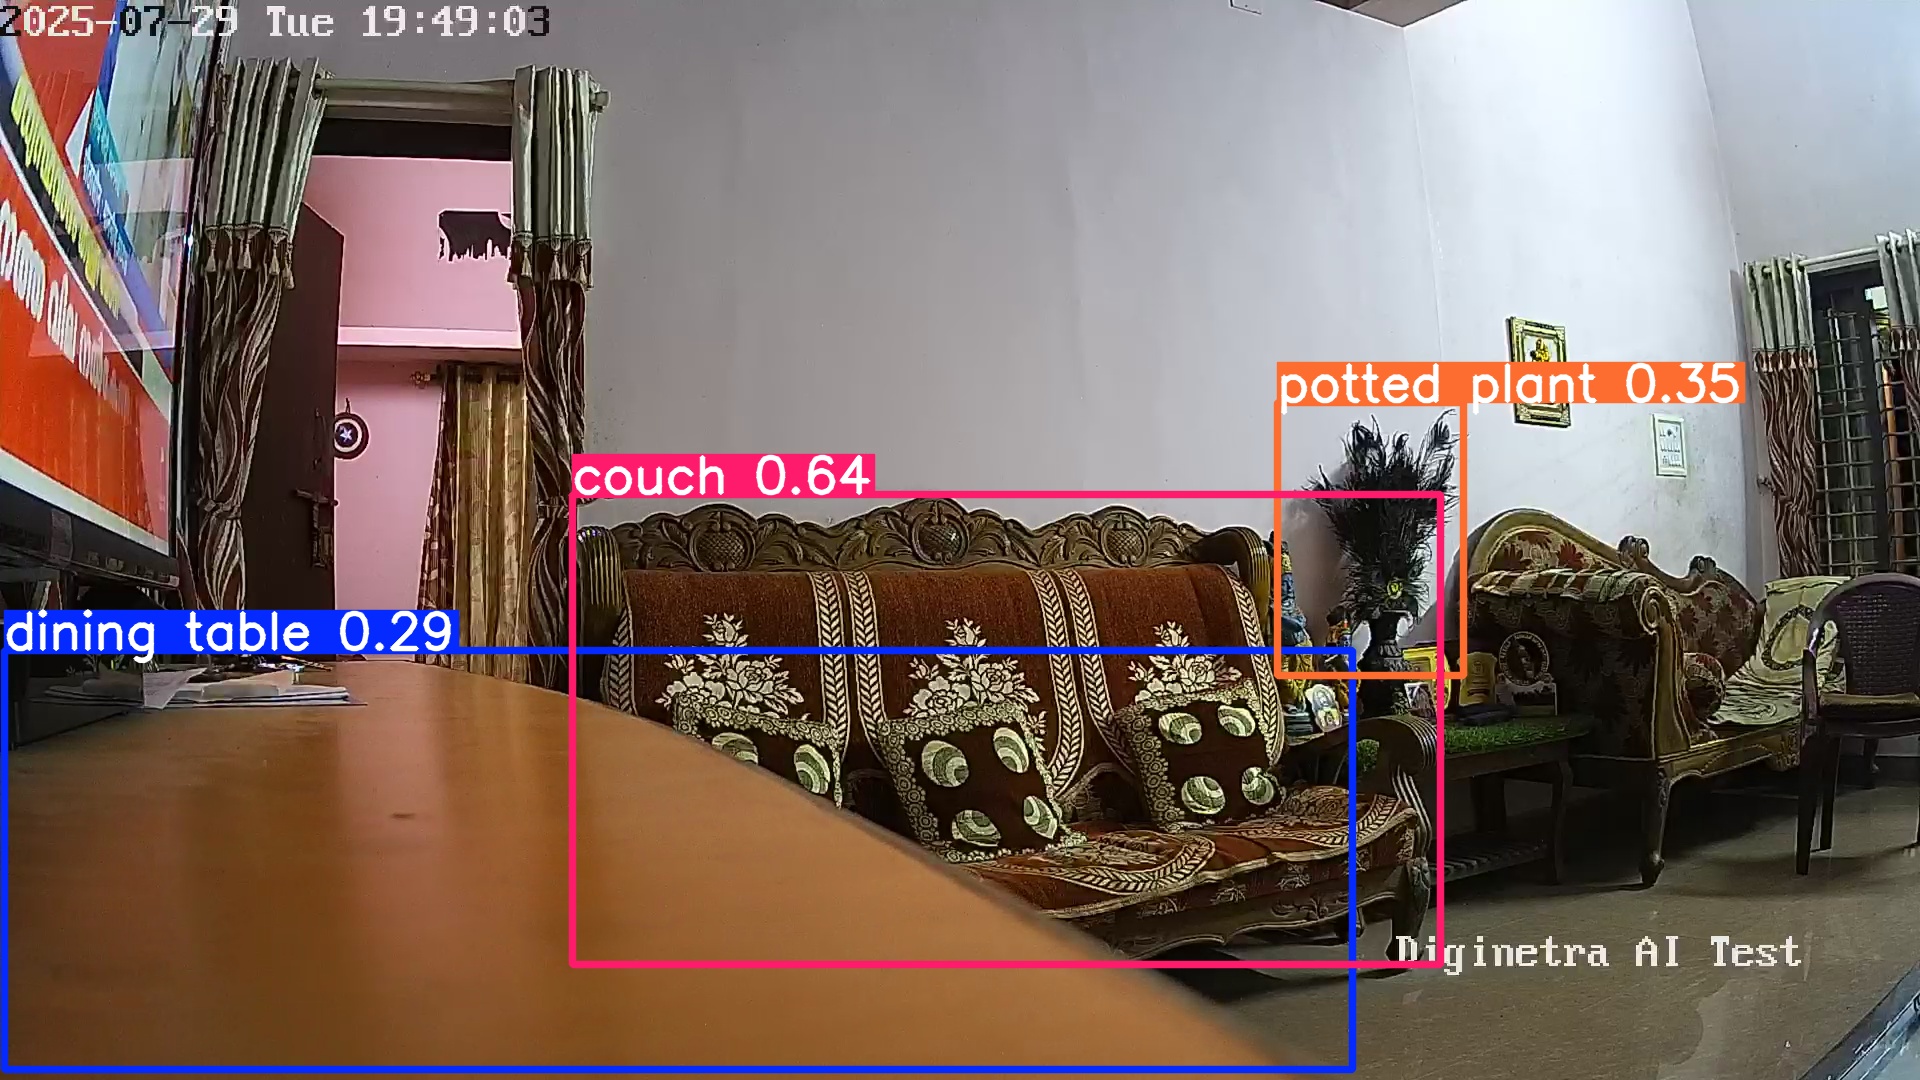 2025-07-29 Tue 19:49:03
potted plant 0.35
couch 0.64
dining table 0.29
Diginetra AI Test